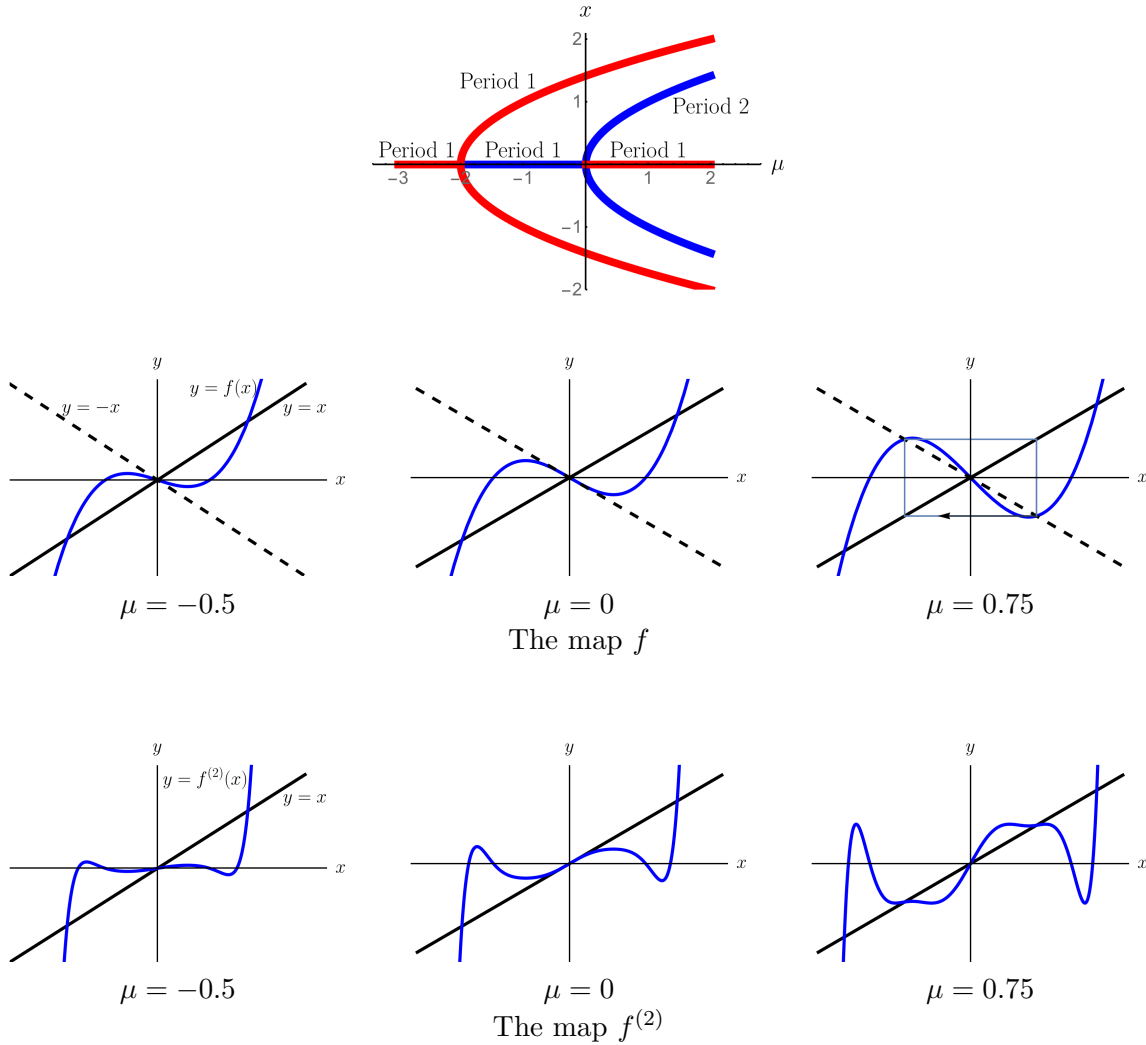 x
2
Period 1
1
Period 2
Period 1 Period 1 Period 1
μ
−3 −2 −1 1 2
−1
−2
y y y
y = f(x)
y = −x y = x
x x x
μ = −0.5 μ = 0 μ = 0.75
The map f
y y y
y = f⁽²⁾(x)
y = x
x x x
μ = −0.5 μ = 0 μ = 0.75
The map f⁽²⁾